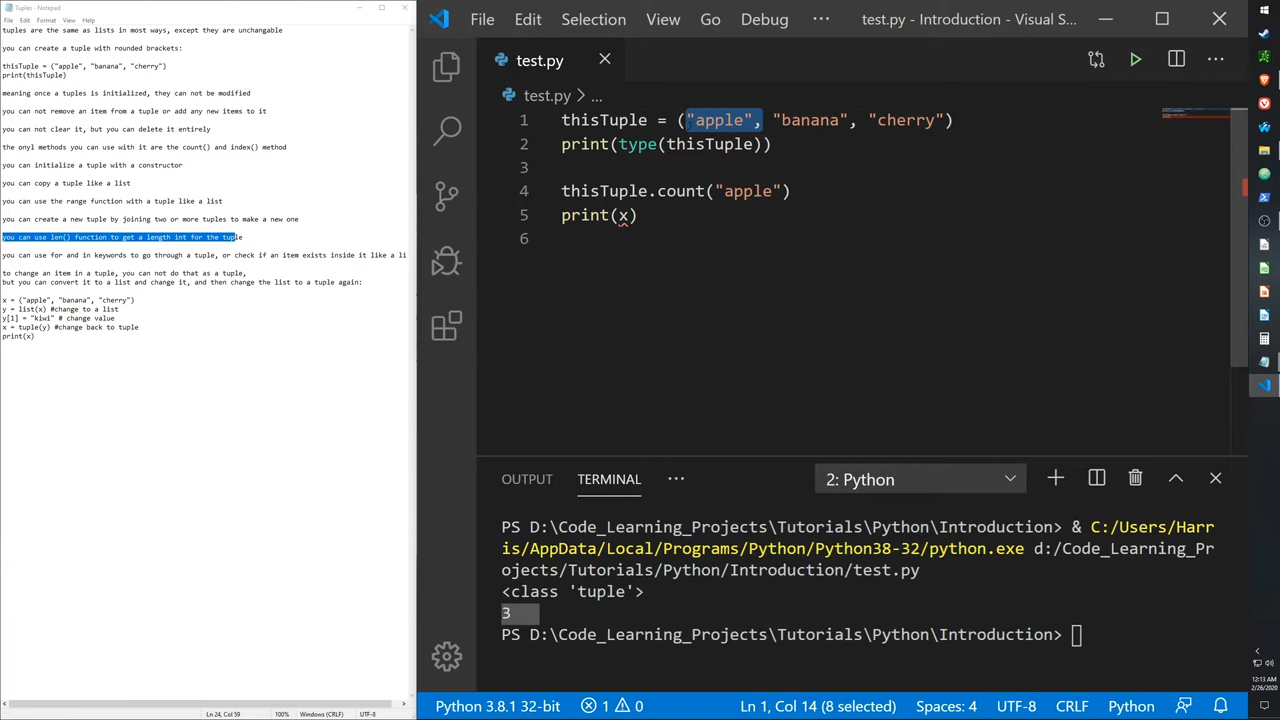 Tuples - Notepad
File Edit Format View Help
tuples are the same as lists in most ways, except they are unchangable
you can create a tuple with rounded brackets:
thisTuple = ("apple", "banana", "cherry")
print(thisTuple)
meaning once a tuples is initialized, they can not be modified
you can not remove an item from a tuple or add any new items to it
you can not clear it, but you can delete it entirely
the onyl methods you can use with it are the count() and index() method
you can initialize a tuple with a constructor
you can copy a tuple like a list
you can use the range function with a tuple like a list
you can create a new tuple by joining two or more tuples to make a new one
you can use len() function to get a length int for the tuple
you can use for and in keywords to go through a tuple, or check if an item exists inside it like a li
to change an item in a tuple, you can not do that as a tuple,
but you can convert it to a list and change it, and then change the list to a tuple again:
x = ("apple", "banana", "cherry")
y = list(x) #change to a list
y[1] = "kiwi" # change value
x = tuple(y) #change back to tuple
print(x)
Ln 24, Col 59 100% Windows (CRLF) UTF-8
File Edit Selection View Go Debug ··· test.py - Introduction - Visual S...
test.py
test.py > ...
1 thisTuple = ("apple", "banana", "cherry")
2 print(type(thisTuple))
3
4 thisTuple.count("apple")
5 print(x)
6
OUTPUT TERMINAL ··· 2: Python
PS D:\Code_Learning_Projects\Tutorials\Python\Introduction> & C:/Users/Harr
is/AppData/Local/Programs/Python/Python38-32/python.exe d:/Code_Learning_Pr
ojects/Tutorials/Python/Introduction/test.py
<class 'tuple'>
3
PS D:\Code_Learning_Projects\Tutorials\Python\Introduction>
Python 3.8.1 32-bit 1 0 Ln 1, Col 14 (8 selected) Spaces: 4 UTF-8 CRLF Python
12:13 AM
2/26/2020